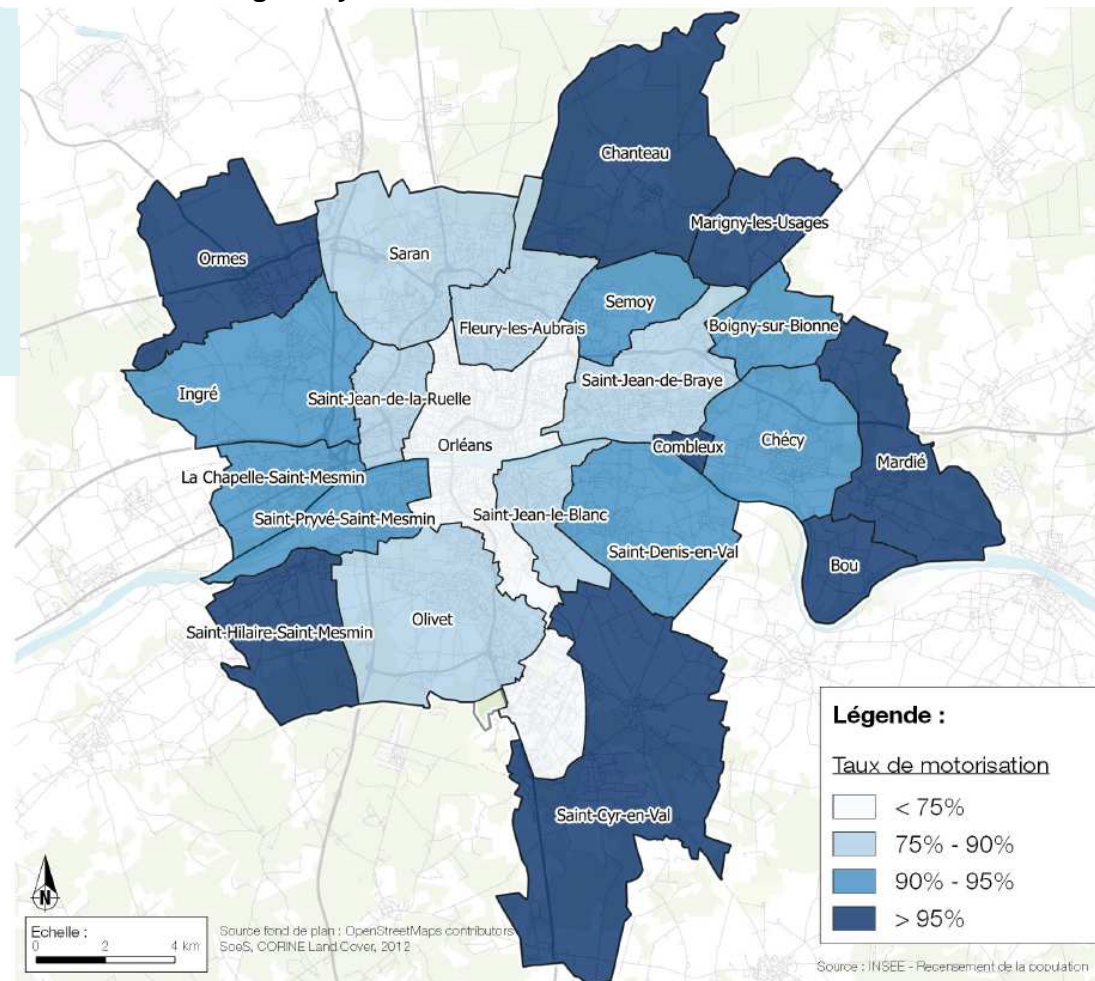 Chanteau
Marigny-les-Usages
Ormes
Saran
Semoy
Fleury-les-Aubrais
Boigny-sur-Bionne
Ingré
Saint-Jean-de-la-Ruelle
Saint-Jean-de-Braye
Orléans
Combleux
Chécy
Mardié
La Chapelle-Saint-Mesmin
Saint-Pryvé-Saint-Mesmin
Saint-Jean-le-Blanc
Saint-Denis-en-Val
Bou
Saint-Hilaire-Saint-Mesmin
Olivet
Saint-Cyr-en-Val
Légende :
Taux de motorisation
< 75%
75% - 90%
90% - 95%
> 95%
N
Echelle :
0 2 4 km
Source fond de plan : OpenStreetMaps contributors
SoeS, CORINE Land Cover, 2012
Source : INSEE - Recensement de la population